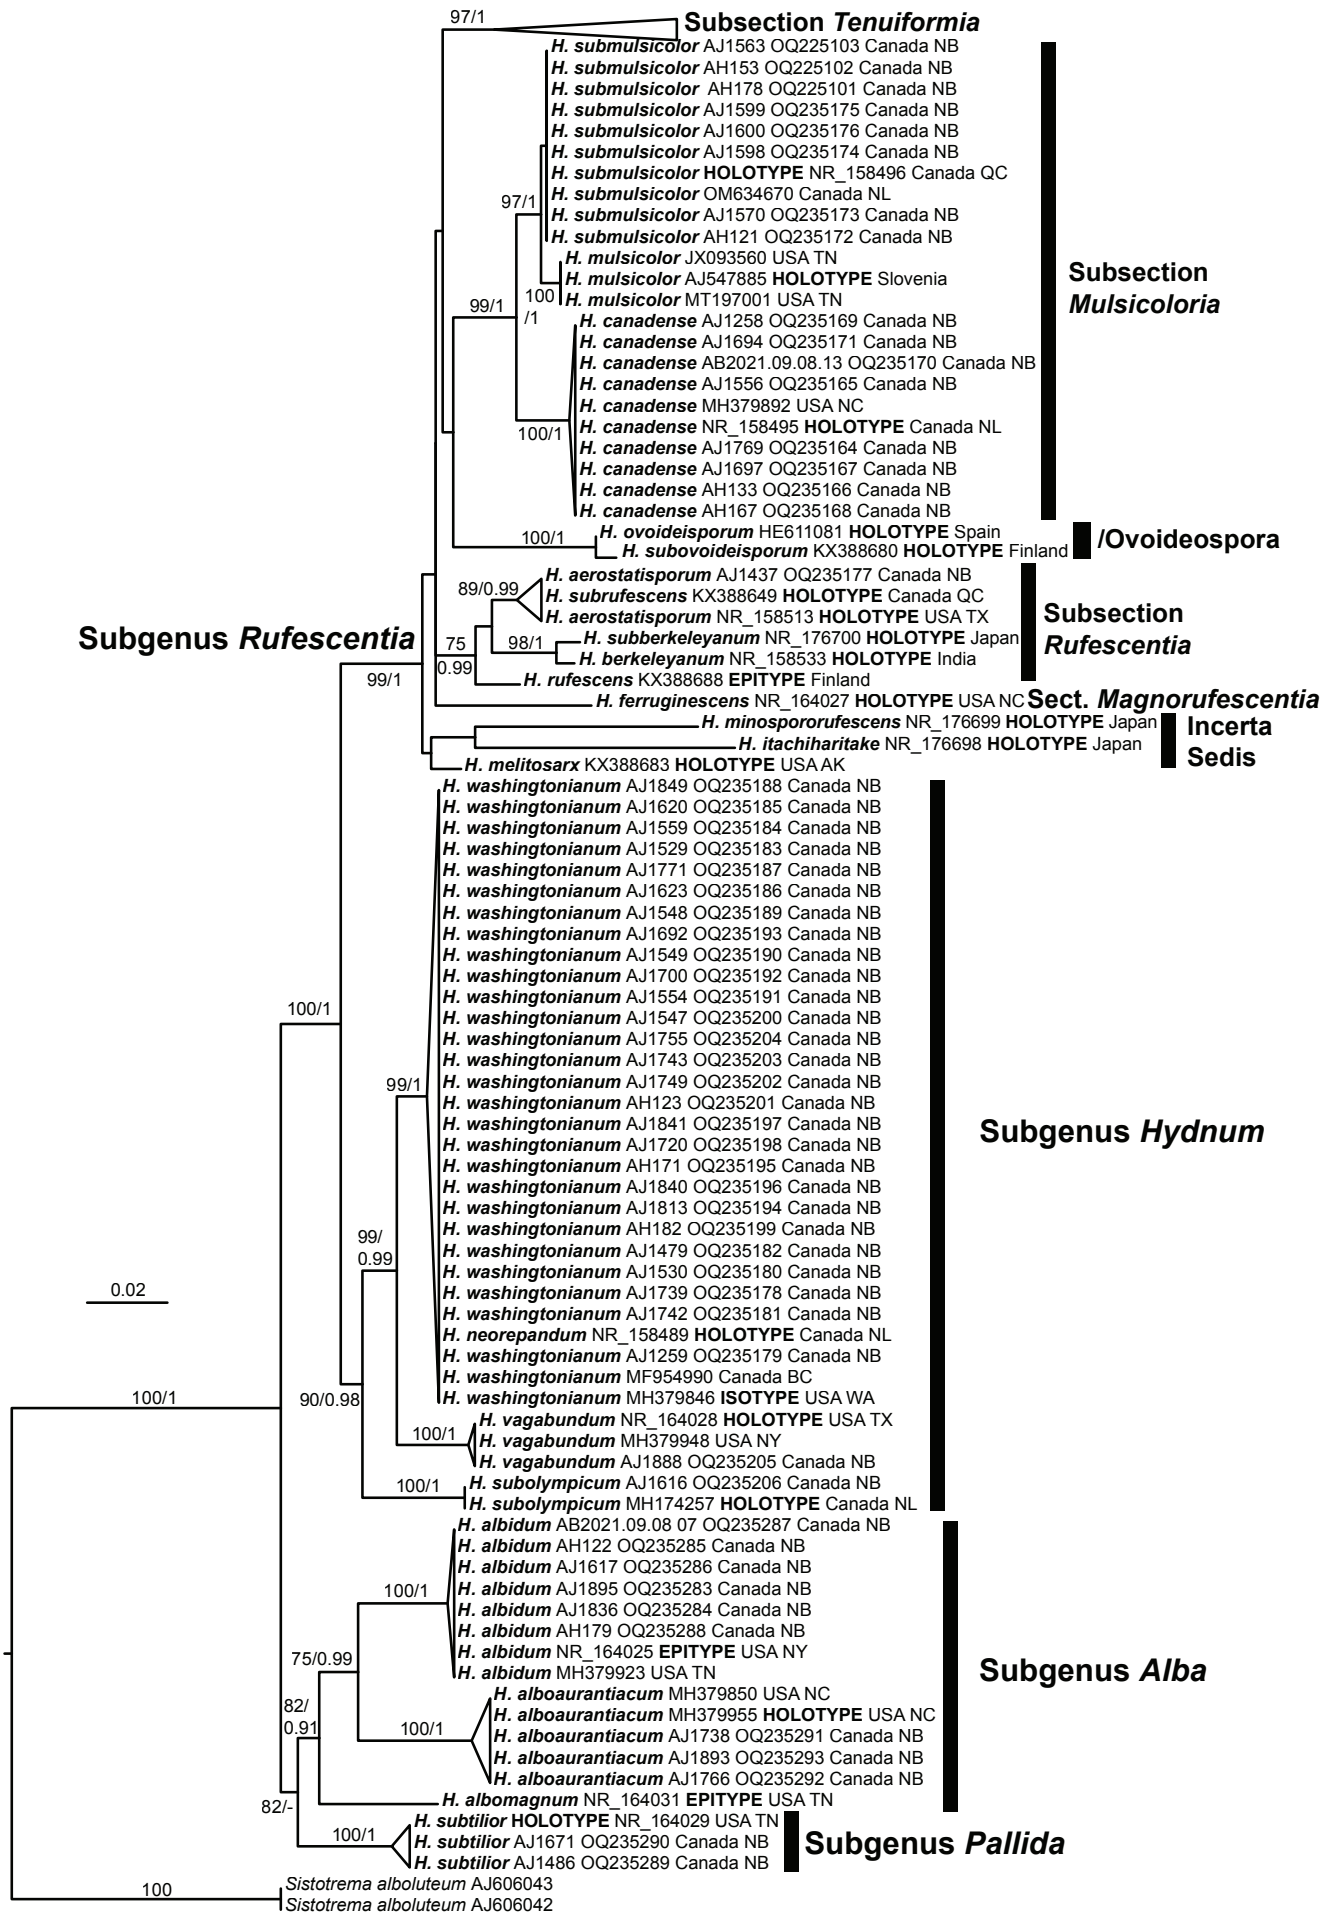 97/1
Subsection Tenuiformia
H. submulsicolor AJ1563 OQ225103 Canada NB
H. submulsicolor AH153 OQ225102 Canada NB
H. submulsicolor AH178 OQ225101 Canada NB
H. submulsicolor AJ1599 OQ235175 Canada NB
H. submulsicolor AJ1600 OQ235176 Canada NB
H. submulsicolor AJ1598 OQ235174 Canada NB
H. submulsicolor HOLOTYPE NR_158496 Canada QC
H. submulsicolor OM634670 Canada NL
97/1
H. submulsicolor AJ1570 OQ235173 Canada NB
H. submulsicolor AH121 OQ235172 Canada NB
H. mulsicolor JX093560 USA TN
H. mulsicolor AJ547885 HOLOTYPE Slovenia
H. mulsicolor MT197001 USA TN
100
/1
99/1
Subsection
Mulsicoloria
H. canadense AJ1258 OQ235169 Canada NB
H. canadense AJ1694 OQ235171 Canada NB
H. canadense AB2021.09.08.13 OQ235170 Canada NB
H. canadense AJ1556 OQ235165 Canada NB
H. canadense MH379892 USA NC
H. canadense NR_158495 HOLOTYPE Canada NL
100/1
H. canadense AJ1769 OQ235164 Canada NB
H. canadense AJ1697 OQ235167 Canada NB
H. canadense AH133 OQ235166 Canada NB
H. canadense AH167 OQ235168 Canada NB
100/1
H. ovoideisporum HE611081 HOLOTYPE Spain
H. subovoideisporum KX388680 HOLOTYPE Finland
/Ovoideospora
H. aerostatisporum AJ1437 OQ235177 Canada NB
89/0.99
H. subrufescens KX388649 HOLOTYPE Canada QC
H. aerostatisporum NR_158513 HOLOTYPE USA TX
Subsection
Rufescentia
Subgenus Rufescentia
75
0.99
98/1
H. subberkeleyanum NR_176700 HOLOTYPE Japan
H. berkeleyanum NR_158533 HOLOTYPE India
99/1
H. rufescens KX388688 EPITYPE Finland
H. ferruginescens NR_164027 HOLOTYPE USA NC
Sect. Magnorufescentia
H. minospororufescens NR_176699 HOLOTYPE Japan
H. itachiharitake NR_176698 HOLOTYPE Japan
H. melitosarx KX388683 HOLOTYPE USA AK
Incerta
Sedis
H. washingtonianum AJ1849 OQ235188 Canada NB
H. washingtonianum AJ1620 OQ235185 Canada NB
H. washingtonianum AJ1559 OQ235184 Canada NB
H. washingtonianum AJ1529 OQ235183 Canada NB
H. washingtonianum AJ1771 OQ235187 Canada NB
H. washingtonianum AJ1623 OQ235186 Canada NB
H. washingtonianum AJ1548 OQ235189 Canada NB
H. washingtonianum AJ1692 OQ235193 Canada NB
H. washingtonianum AJ1549 OQ235190 Canada NB
H. washingtonianum AJ1700 OQ235192 Canada NB
H. washingtonianum AJ1554 OQ235191 Canada NB
100/1
H. washingtonianum AJ1547 OQ235200 Canada NB
H. washingtonianum AJ1755 OQ235204 Canada NB
H. washingtonianum AJ1743 OQ235203 Canada NB
99/1
H. washingtonianum AJ1749 OQ235202 Canada NB
H. washingtonianum AH123 OQ235201 Canada NB
H. washingtonianum AJ1841 OQ235197 Canada NB
Subgenus Hydnum
H. washingtonianum AJ1720 OQ235198 Canada NB
H. washingtonianum AH171 OQ235195 Canada NB
H. washingtonianum AJ1840 OQ235196 Canada NB
H. washingtonianum AJ1813 OQ235194 Canada NB
H. washingtonianum AH182 OQ235199 Canada NB
99/
0.99
H. washingtonianum AJ1479 OQ235182 Canada NB
H. washingtonianum AJ1530 OQ235180 Canada NB
0.02
H. washingtonianum AJ1739 OQ235178 Canada NB
H. washingtonianum AJ1742 OQ235181 Canada NB
H. neorepandum NR_158489 HOLOTYPE Canada NL
H. washingtonianum AJ1259 OQ235179 Canada NB
H. washingtonianum MF954990 Canada BC
H. washingtonianum MH379846 ISOTYPE USA WA
100/1
90/0.98
H. vagabundum NR_164028 HOLOTYPE USA TX
100/1
H. vagabundum MH379948 USA NY
H. vagabundum AJ1888 OQ235205 Canada NB
100/1
H. subolympicum AJ1616 OQ235206 Canada NB
H. subolympicum MH174257 HOLOTYPE Canada NL
H. albidum AB2021.09.08 07 OQ235287 Canada NB
H. albidum AH122 OQ235285 Canada NB
H. albidum AJ1617 OQ235286 Canada NB
100/1
H. albidum AJ1895 OQ235283 Canada NB
H. albidum AJ1836 OQ235284 Canada NB
H. albidum AH179 OQ235288 Canada NB
H. albidum NR_164025 EPITYPE USA NY
H. albidum MH379923 USA TN
75/0.99
Subgenus Alba
H. alboaurantiacum MH379850 USA NC
82/
0.91
H. alboaurantiacum MH379955 HOLOTYPE USA NC
100/1
H. alboaurantiacum AJ1738 OQ235291 Canada NB
H. alboaurantiacum AJ1893 OQ235293 Canada NB
H. alboaurantiacum AJ1766 OQ235292 Canada NB
H. albomagnum NR_164031 EPITYPE USA TN
82/-
H. subtilior HOLOTYPE NR_164029 USA TN
100/1
H. subtilior AJ1671 OQ235290 Canada NB
H. subtilior AJ1486 OQ235289 Canada NB
Subgenus Pallida
100
Sistotrema alboluteum AJ606043
Sistotrema alboluteum AJ606042